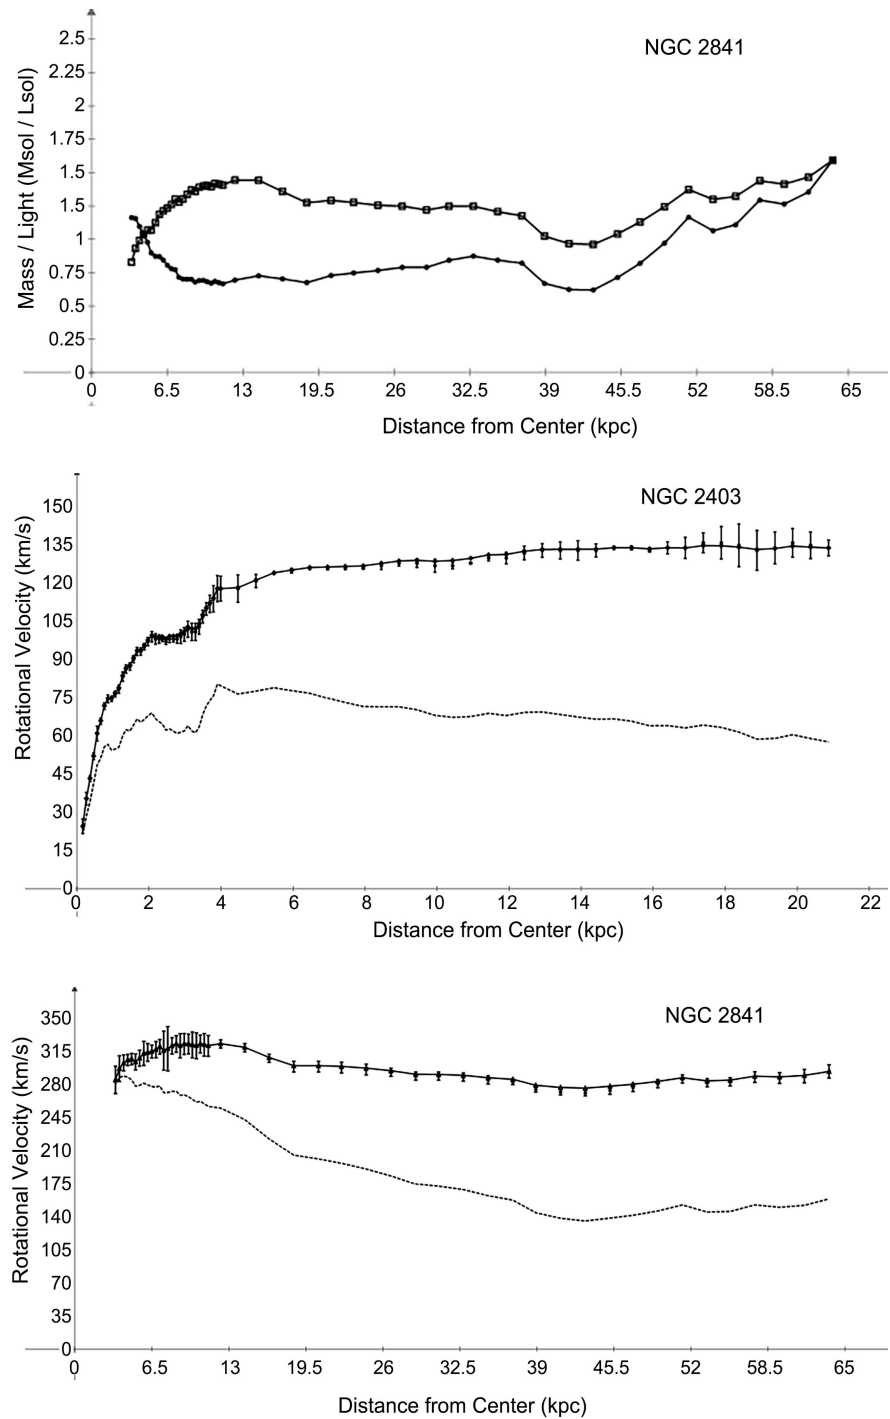 NGC 2841
Mass / Light (Msol / Lsol)
2.5
2.25
2
1.75
1.5
1.5
1
0.75
0.5
0.25
0
0 6.5 13 19.5 26 32.5 39 45.5 52 58.5 65
Distance from Center (kpc)
NGC 2403
Rotational Velocity (km/s)
150
135
120
105
90
75
60
45
30
15
0
0 2 4 6 8 10 12 14 16 18 20 22
Distance from Center (kpc)
NGC 2841
Rotational Velocity (km/s)
350
315
280
245
210
175
140
105
70
35
0
0 6.5 13 19.5 26 32.5 39 45.5 52 58.5 65
Distance from Center (kpc)